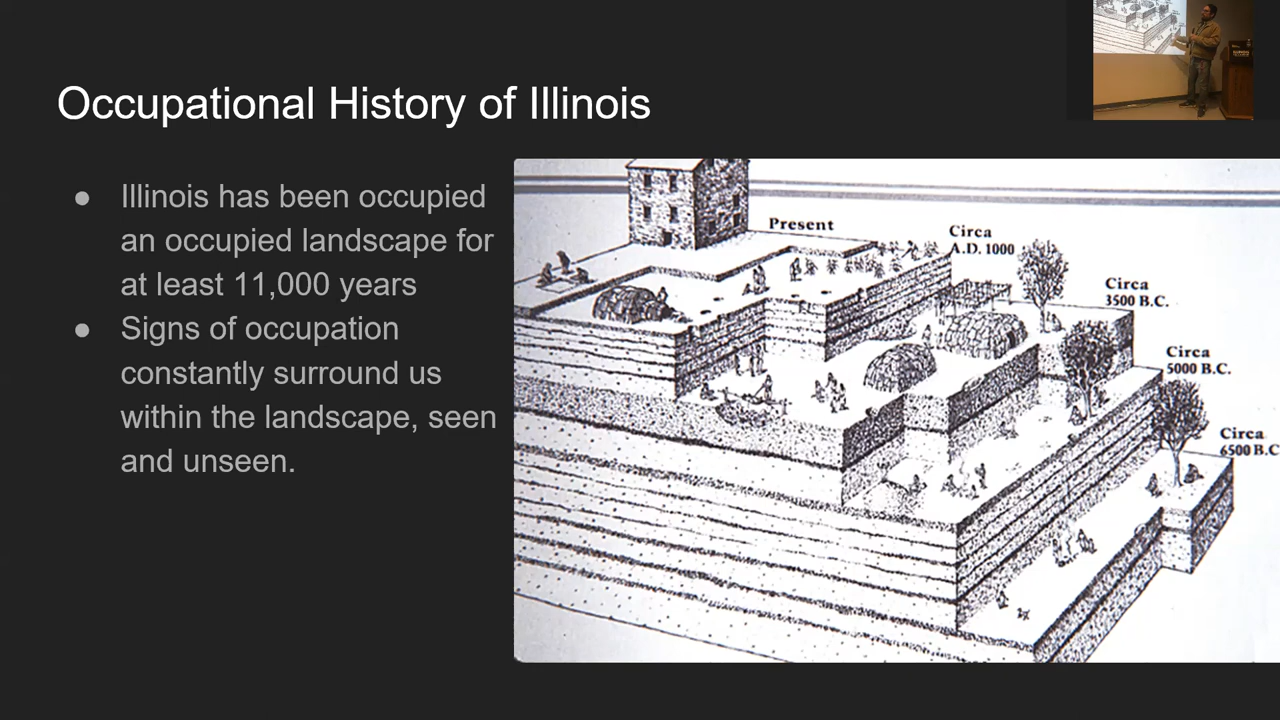 Occupational History of Illinois
● Illinois has been occupied
an occupied landscape for
at least 11,000 years
● Signs of occupation
constantly surround us
within the landscape, seen
and unseen.
Present
Circa
A.D. 1000
Circa
3500 B.C.
Circa
5000 B.C.
Circa
6500 B.C